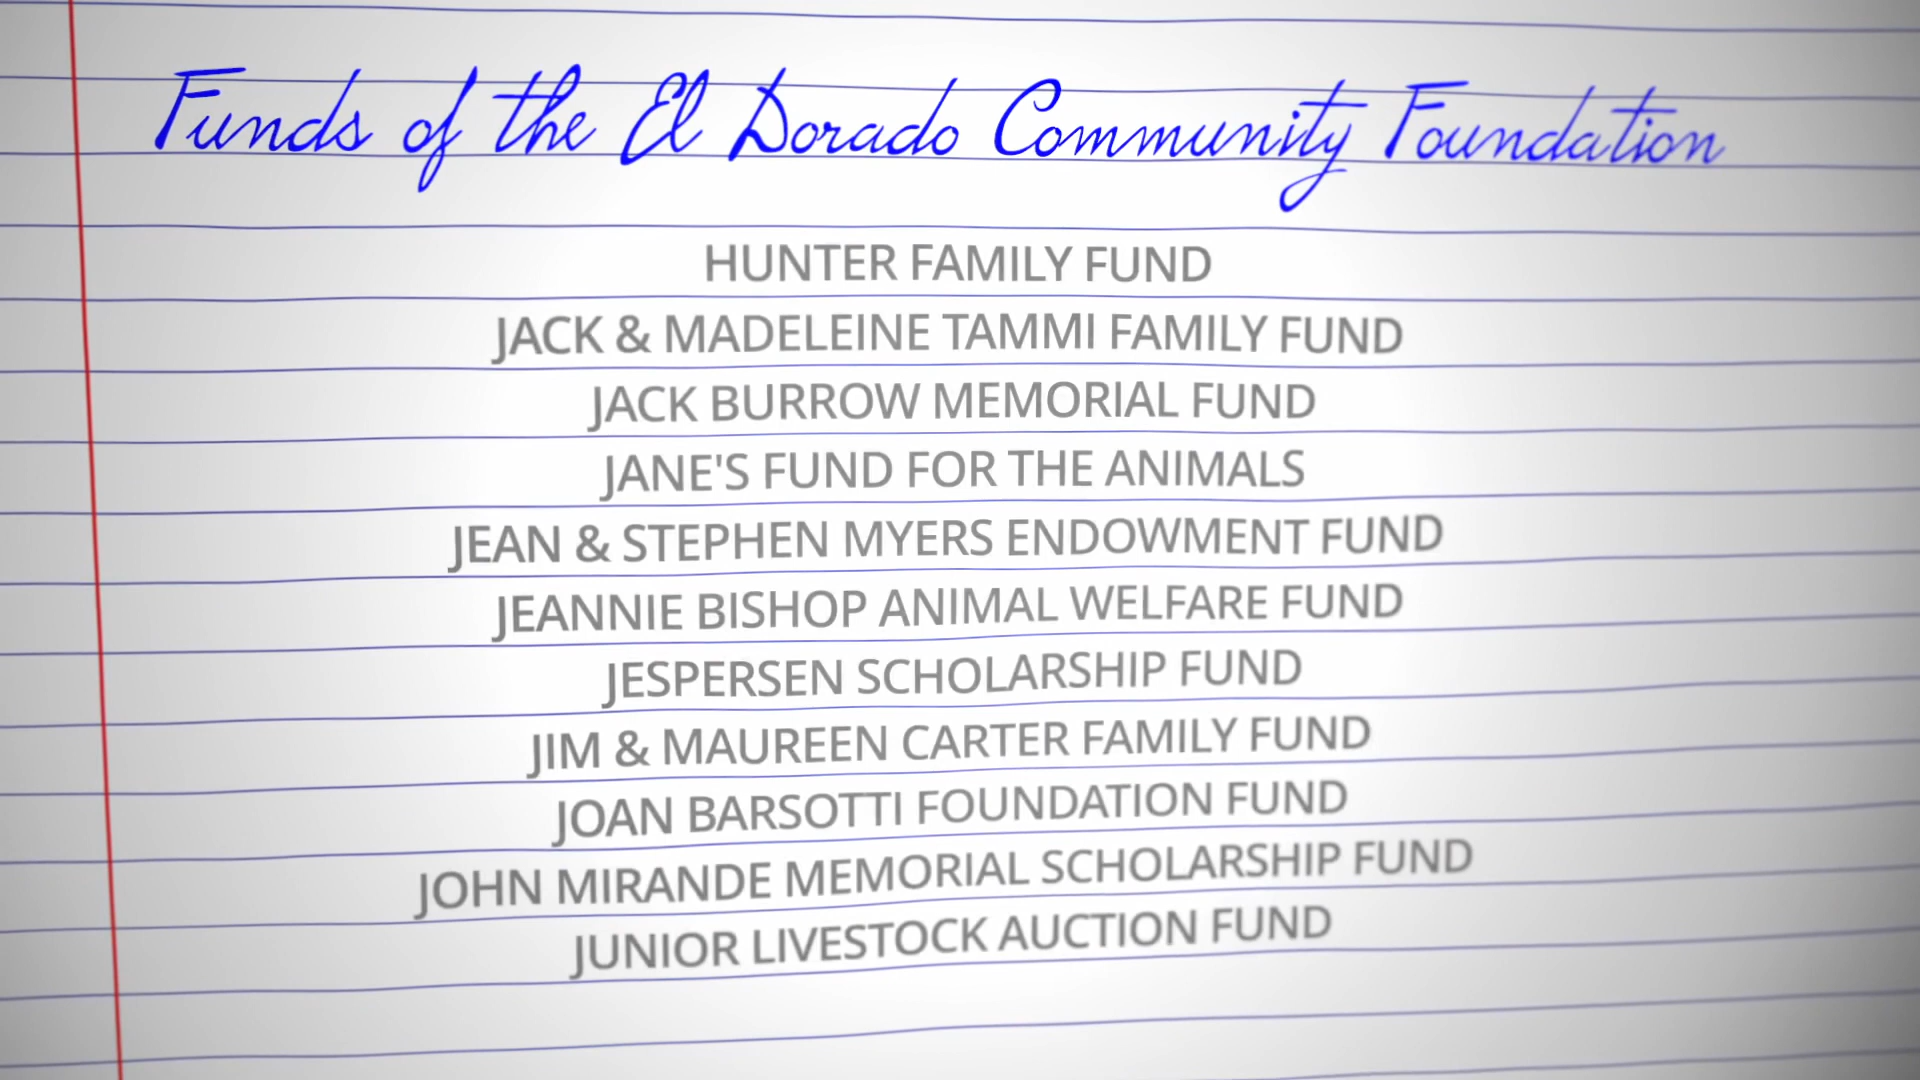 Funds of the El Dorado Community Foundation
HUNTER FAMILY FUND
JACK & MADELEINE TAMMI FAMILY FUND
JACK BURROW MEMORIAL FUND
JANE'S FUND FOR THE ANIMALS
JEAN & STEPHEN MYERS ENDOWMENT FUND
JEANNIE BISHOP ANIMAL WELFARE FUND
JESPERSEN SCHOLARSHIP FUND
JIM & MAUREEN CARTER FAMILY FUND
JOAN BARSOTTI FOUNDATION FUND
JOHN MIRANDE MEMORIAL SCHOLARSHIP FUND
JUNIOR LIVESTOCK AUCTION FUND